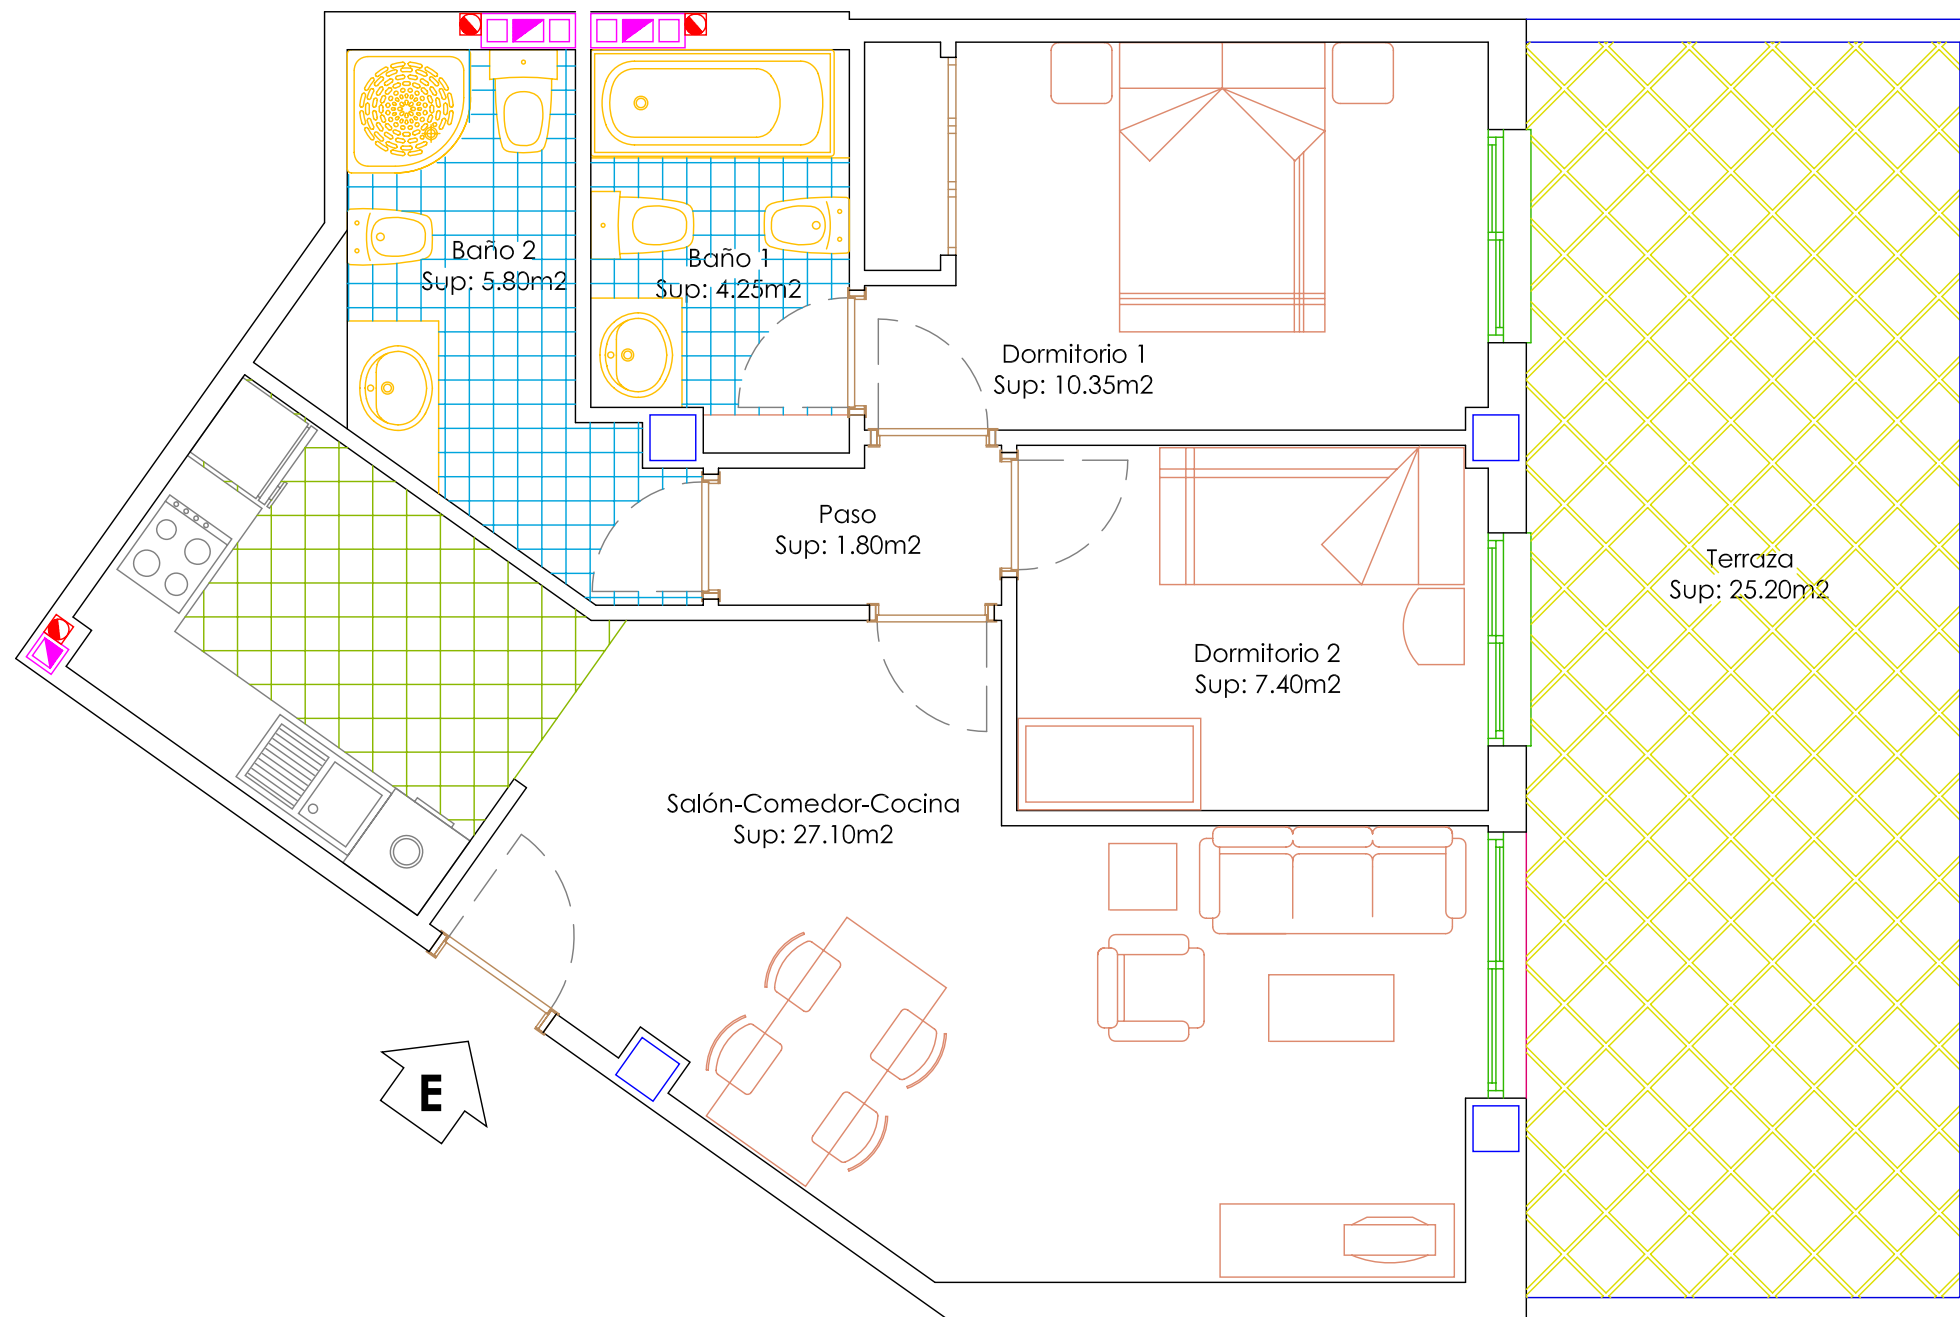 Baño 2
Sup: 5.80m2
Baño 1
Sup: 4.25m2
Dormitorio 1
Sup: 10.35m2
Paso
Sup: 1.80m2
Terraza
Sup: 25.20m2
Dormitorio 2
Sup: 7.40m2
Salón-Comedor-Cocina
Sup: 27.10m2
E